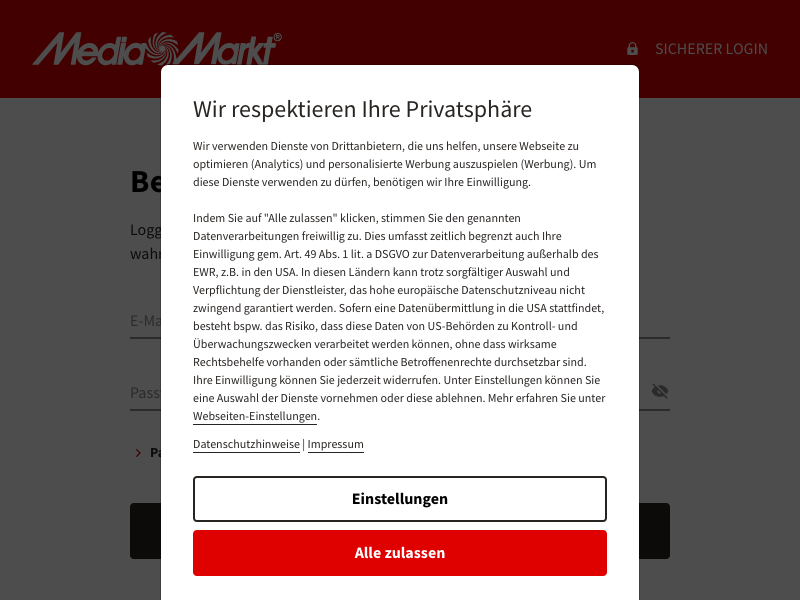 MediaMarkt®
SICHERER LOGIN
Wir respektieren Ihre Privatsphäre
Wir verwenden Dienste von Drittanbietern, die uns helfen, unsere Webseite zu
optimieren (Analytics) und personalisierte Werbung auszuspielen (Werbung). Um
diese Dienste verwenden zu dürfen, benötigen wir Ihre Einwilligung.
Indem Sie auf "Alle zulassen" klicken, stimmen Sie den genannten
Datenverarbeitungen freiwillig zu. Dies umfasst zeitlich begrenzt auch Ihre
Einwilligung gem. Art. 49 Abs. 1 lit. a DSGVO zur Datenverarbeitung außerhalb des
EWR, z.B. in den USA. In diesen Ländern kann trotz sorgfältiger Auswahl und
Verpflichtung der Dienstleister, das hohe europäische Datenschutzniveau nicht
zwingend garantiert werden. Sofern eine Datenübermittlung in die USA stattfindet,
besteht bspw. das Risiko, dass diese Daten von US-Behörden zu Kontroll- und
Überwachungszwecken verarbeitet werden können, ohne dass wirksame
Rechtsbehelfe vorhanden oder sämtliche Betroffenenrechte durchsetzbar sind.
Ihre Einwilligung können Sie jederzeit widerrufen. Unter Einstellungen können Sie
eine Auswahl der Dienste vornehmen oder diese ablehnen. Mehr erfahren Sie unter
Webseiten-Einstellungen.
Datenschutzhinweise | Impressum
Einstellungen
Alle zulassen